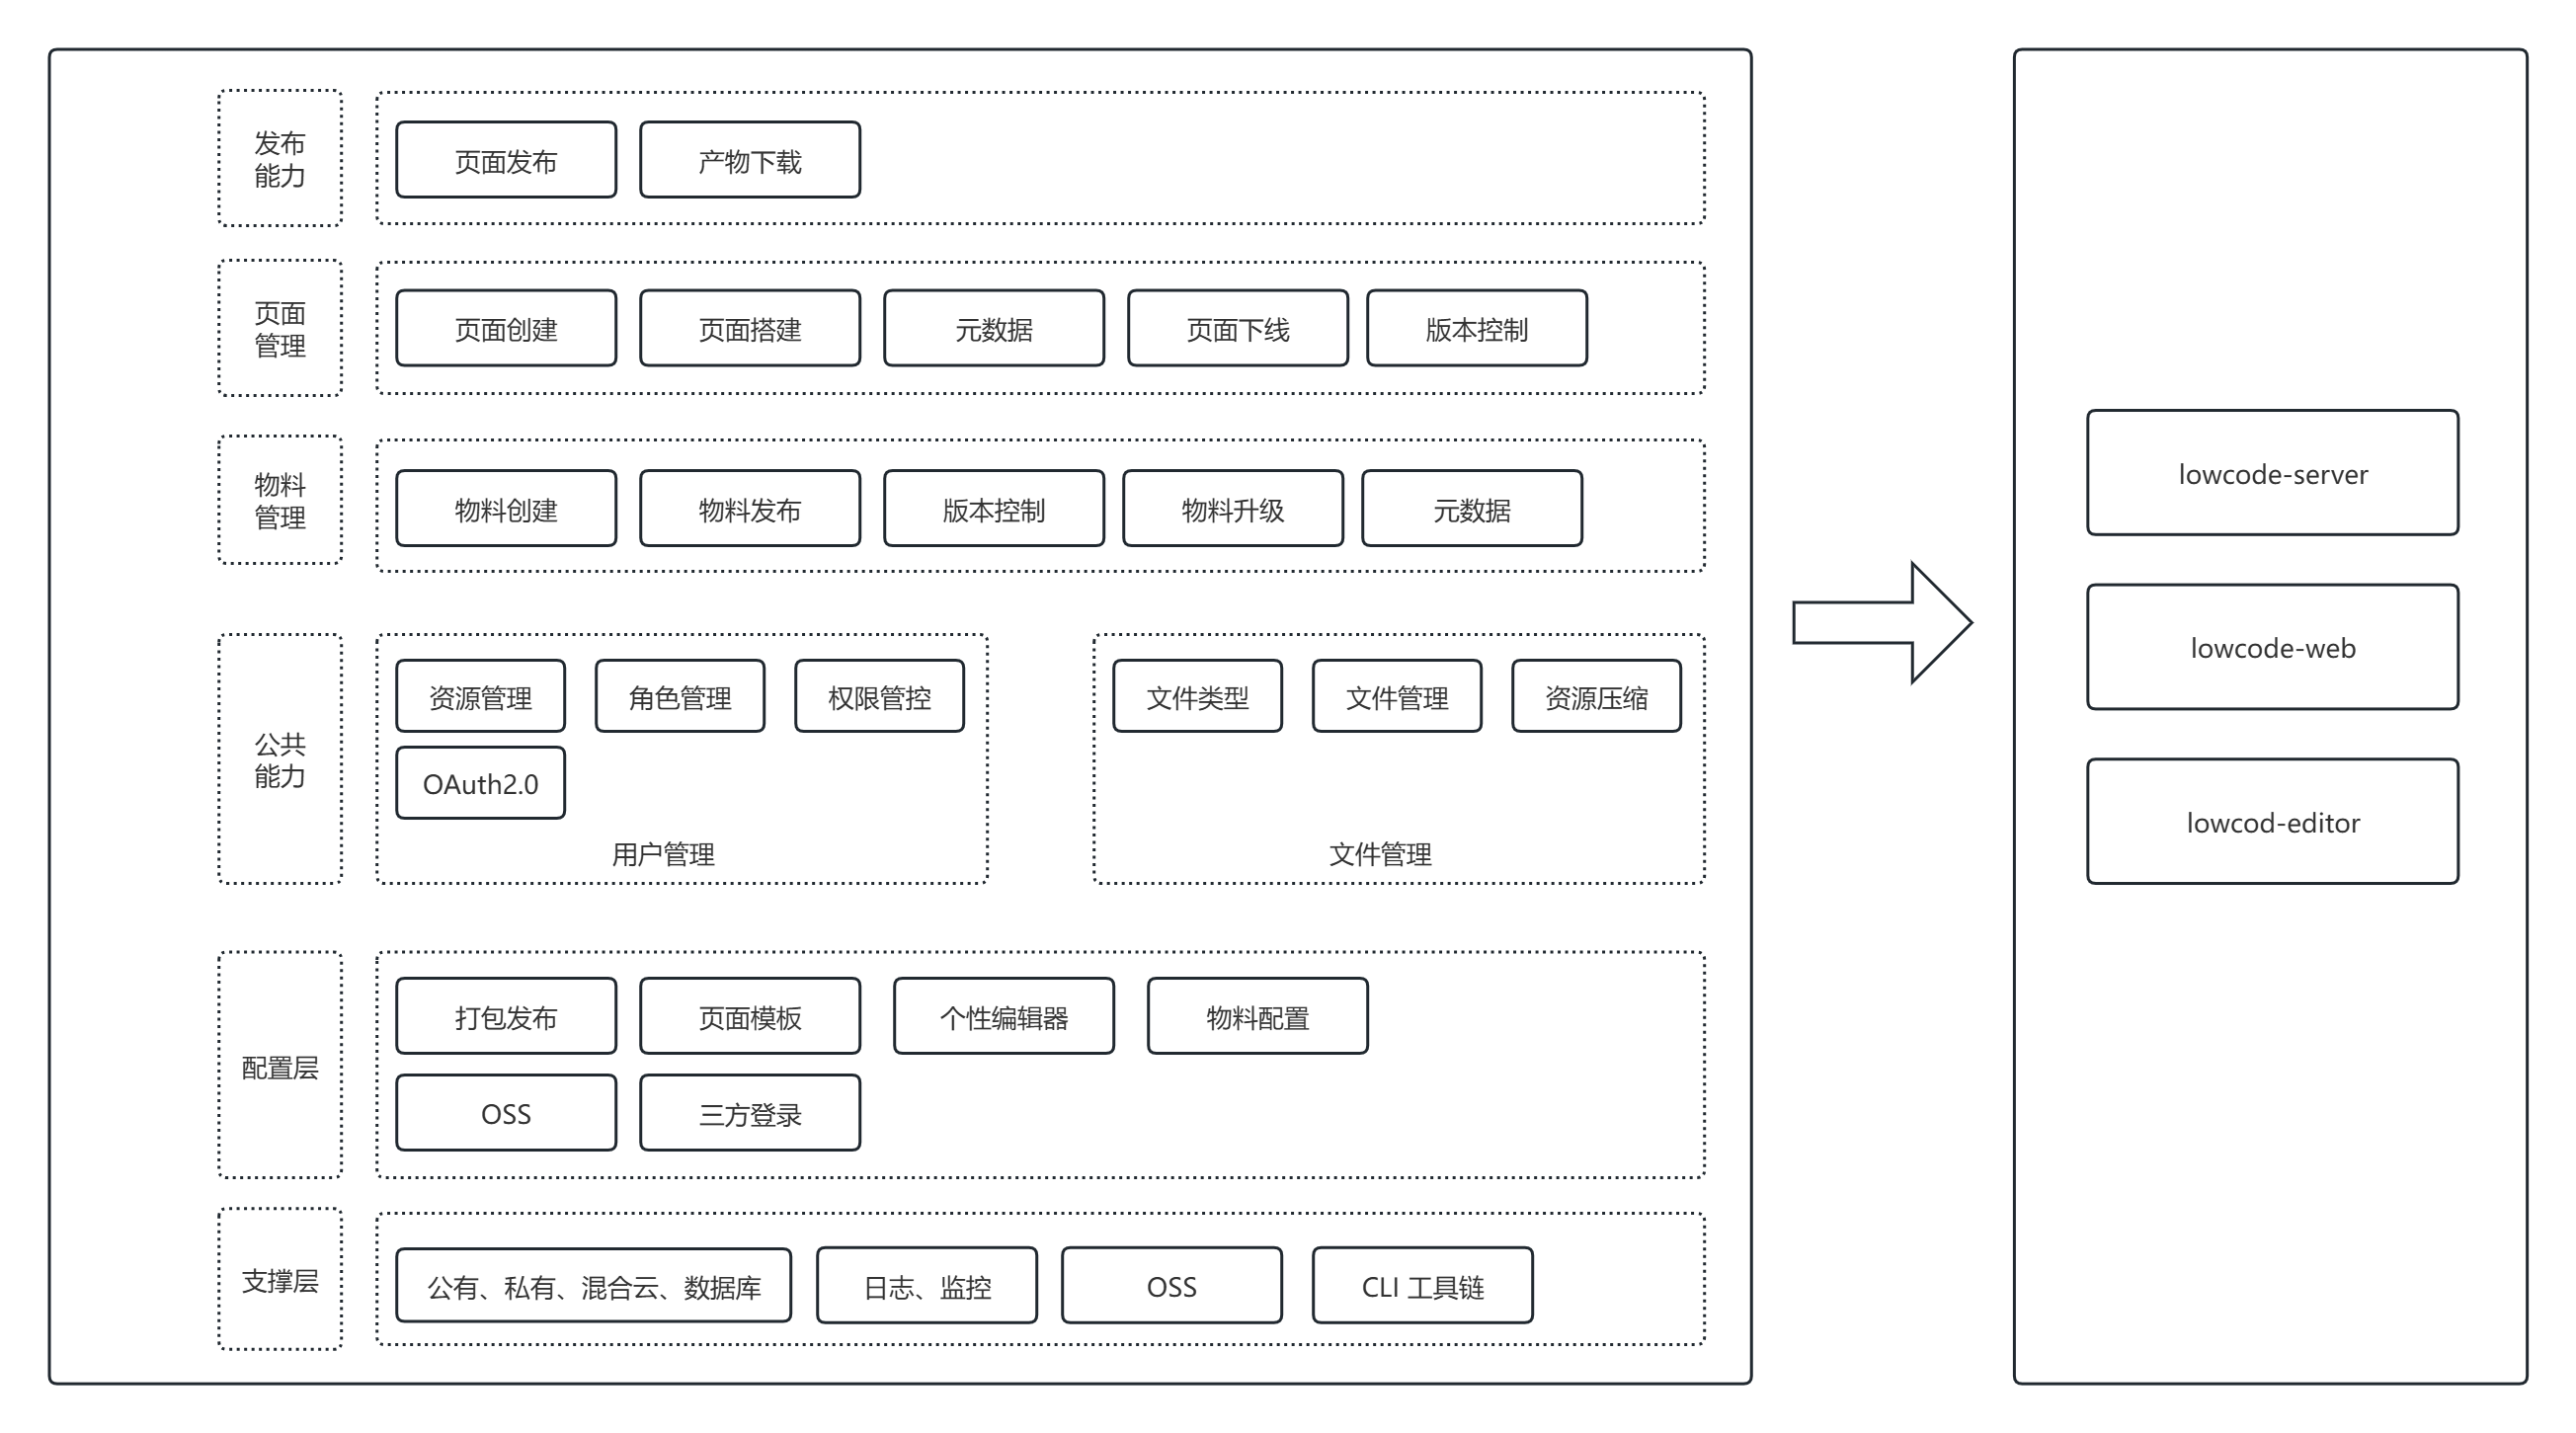 发布
能力
页面发布
产物下载
页面
管理
页面创建
页面搭建
元数据
页面下线
版本控制
物料
管理
物料创建
物料发布
版本控制
物料升级
元数据
公共
能力
资源管理
角色管理
权限管控
OAuth2.0
用户管理
文件类型
文件管理
资源压缩
文件管理
配置层
打包发布
页面模板
个性编辑器
物料配置
OSS
三方登录
支撑层
公有、私有、混合云、数据库
日志、监控
OSS
CLI 工具链
lowcode-server
lowcode-web
lowcod-editor